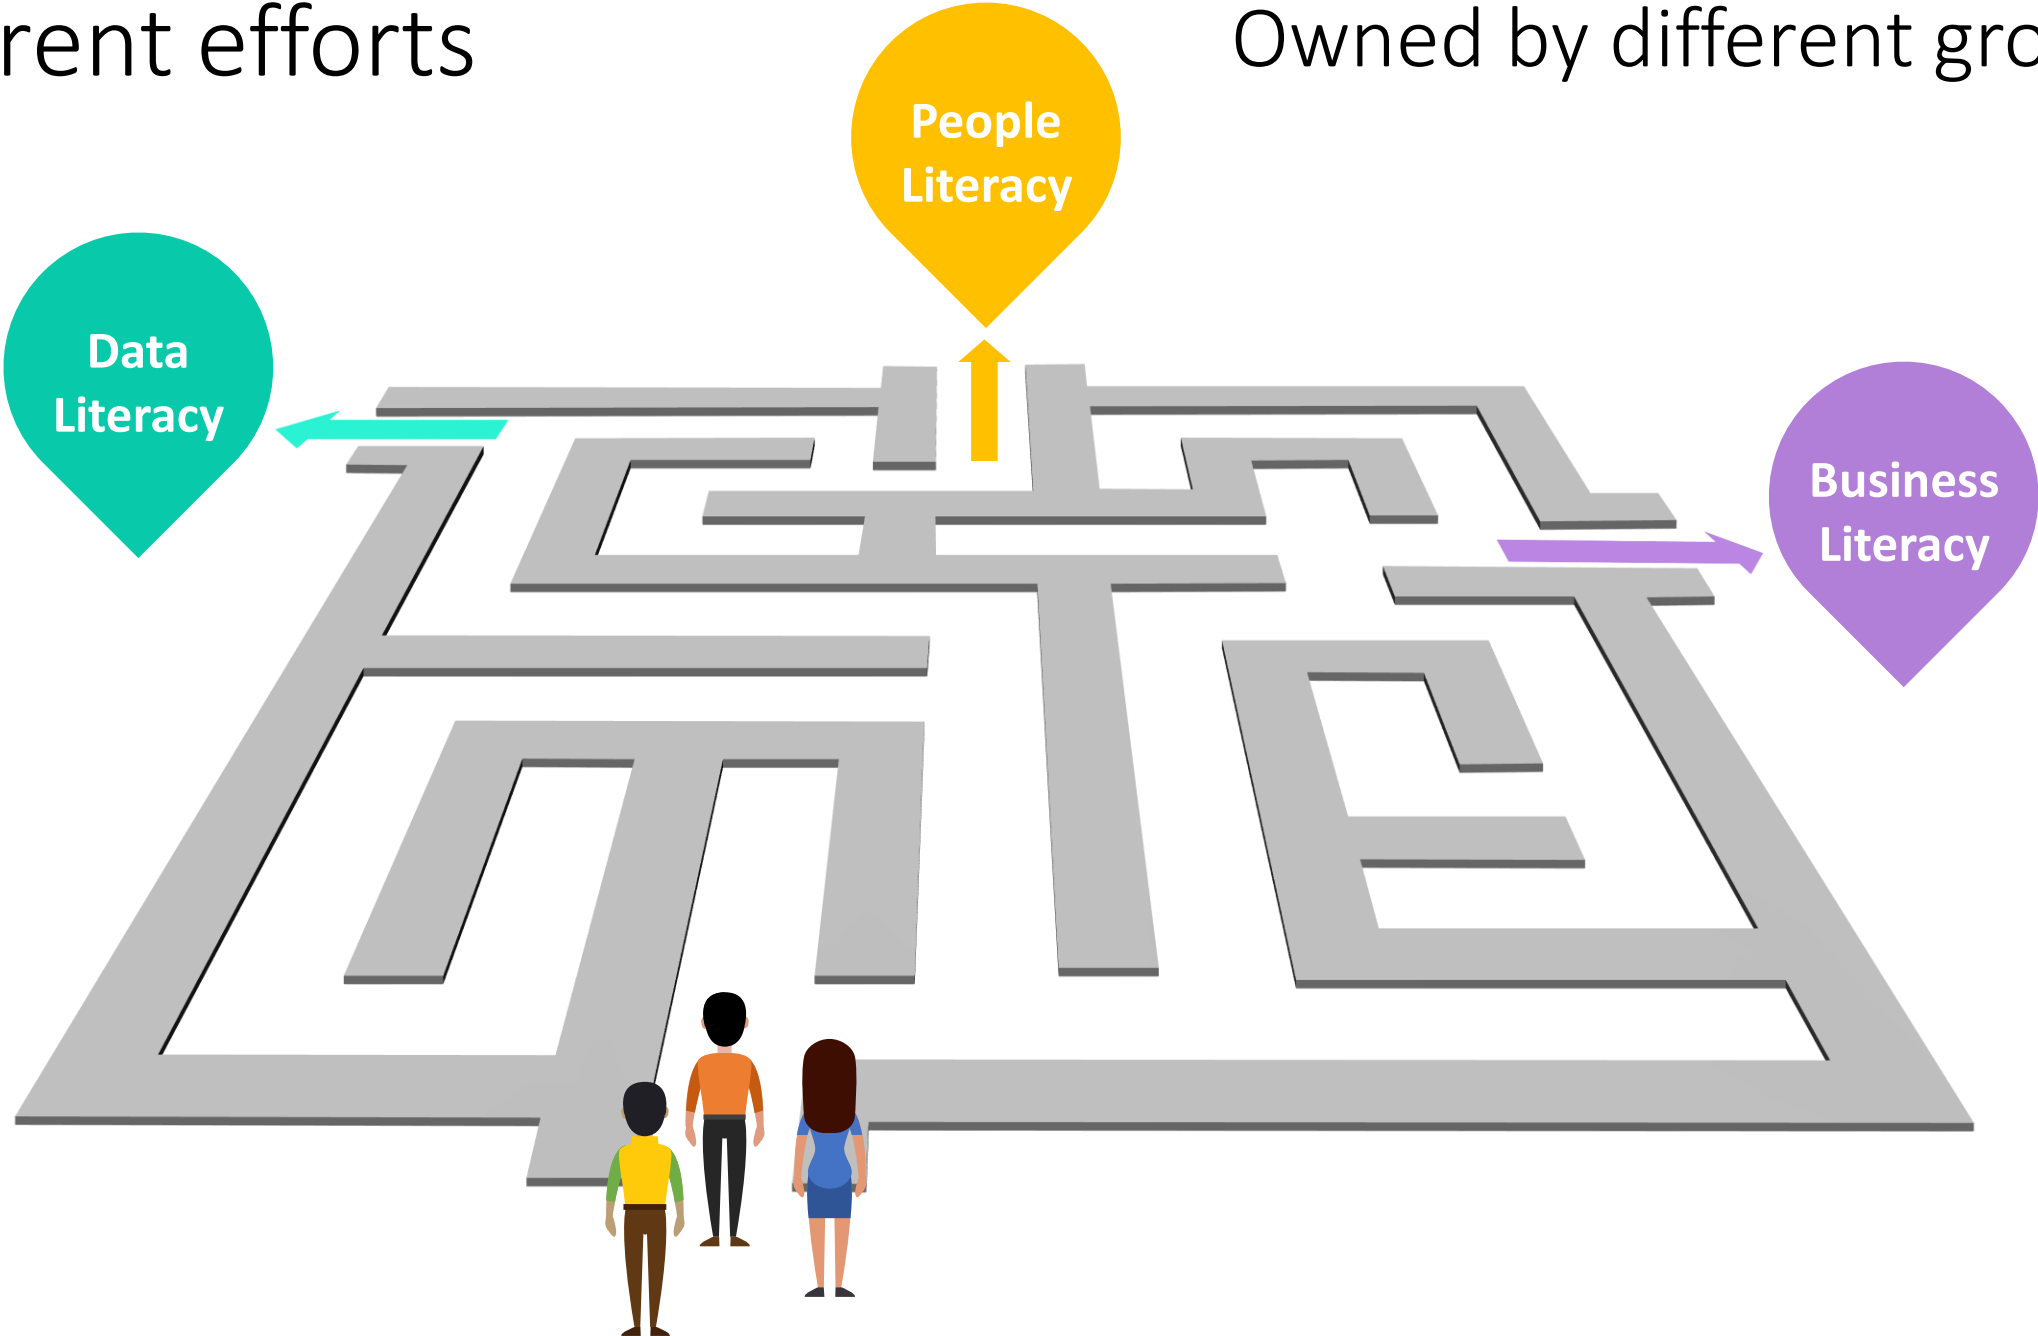 rent efforts
Owned by different gro
People
Literacy
Data
Literacy
Business
Literacy